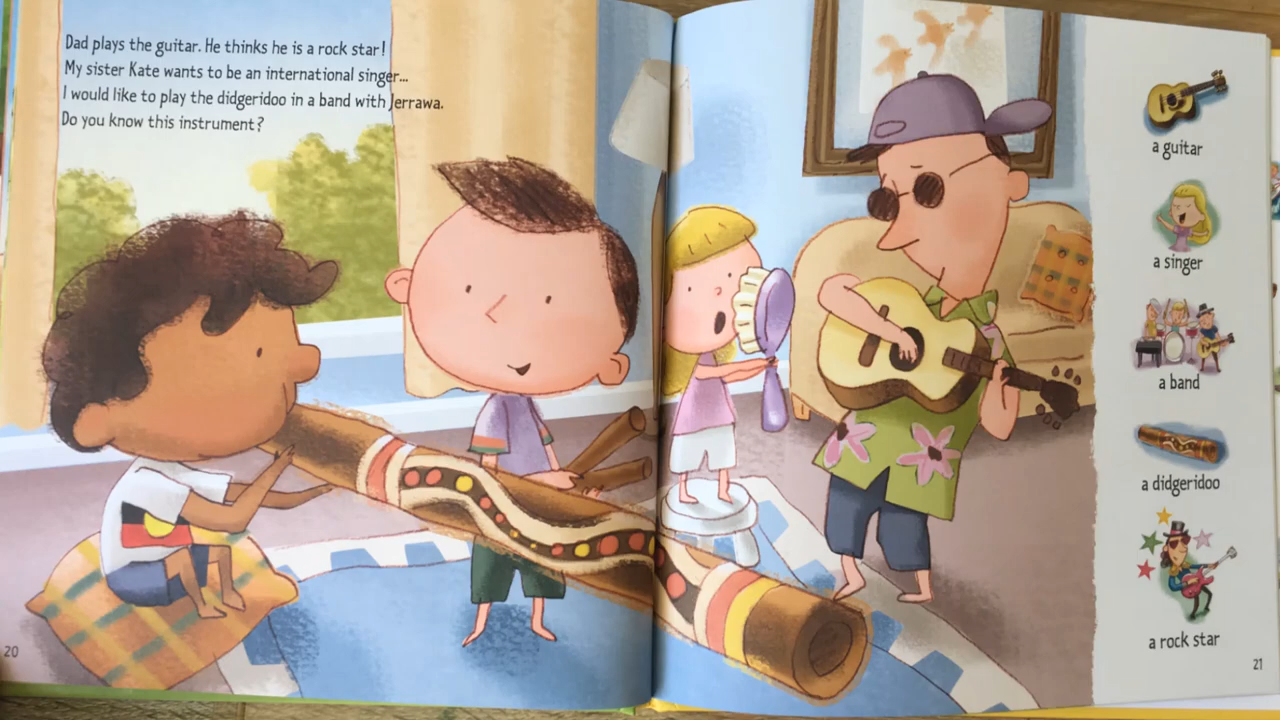 Dad plays the guitar. He thinks he is a rock star!
My sister Kate wants to be an international singer...
I would like to play the didgeridoo in a band with Jerrawa.
Do you know this instrument?
20
a guitar
a singer
a band
a didgeridoo
a rock star
21